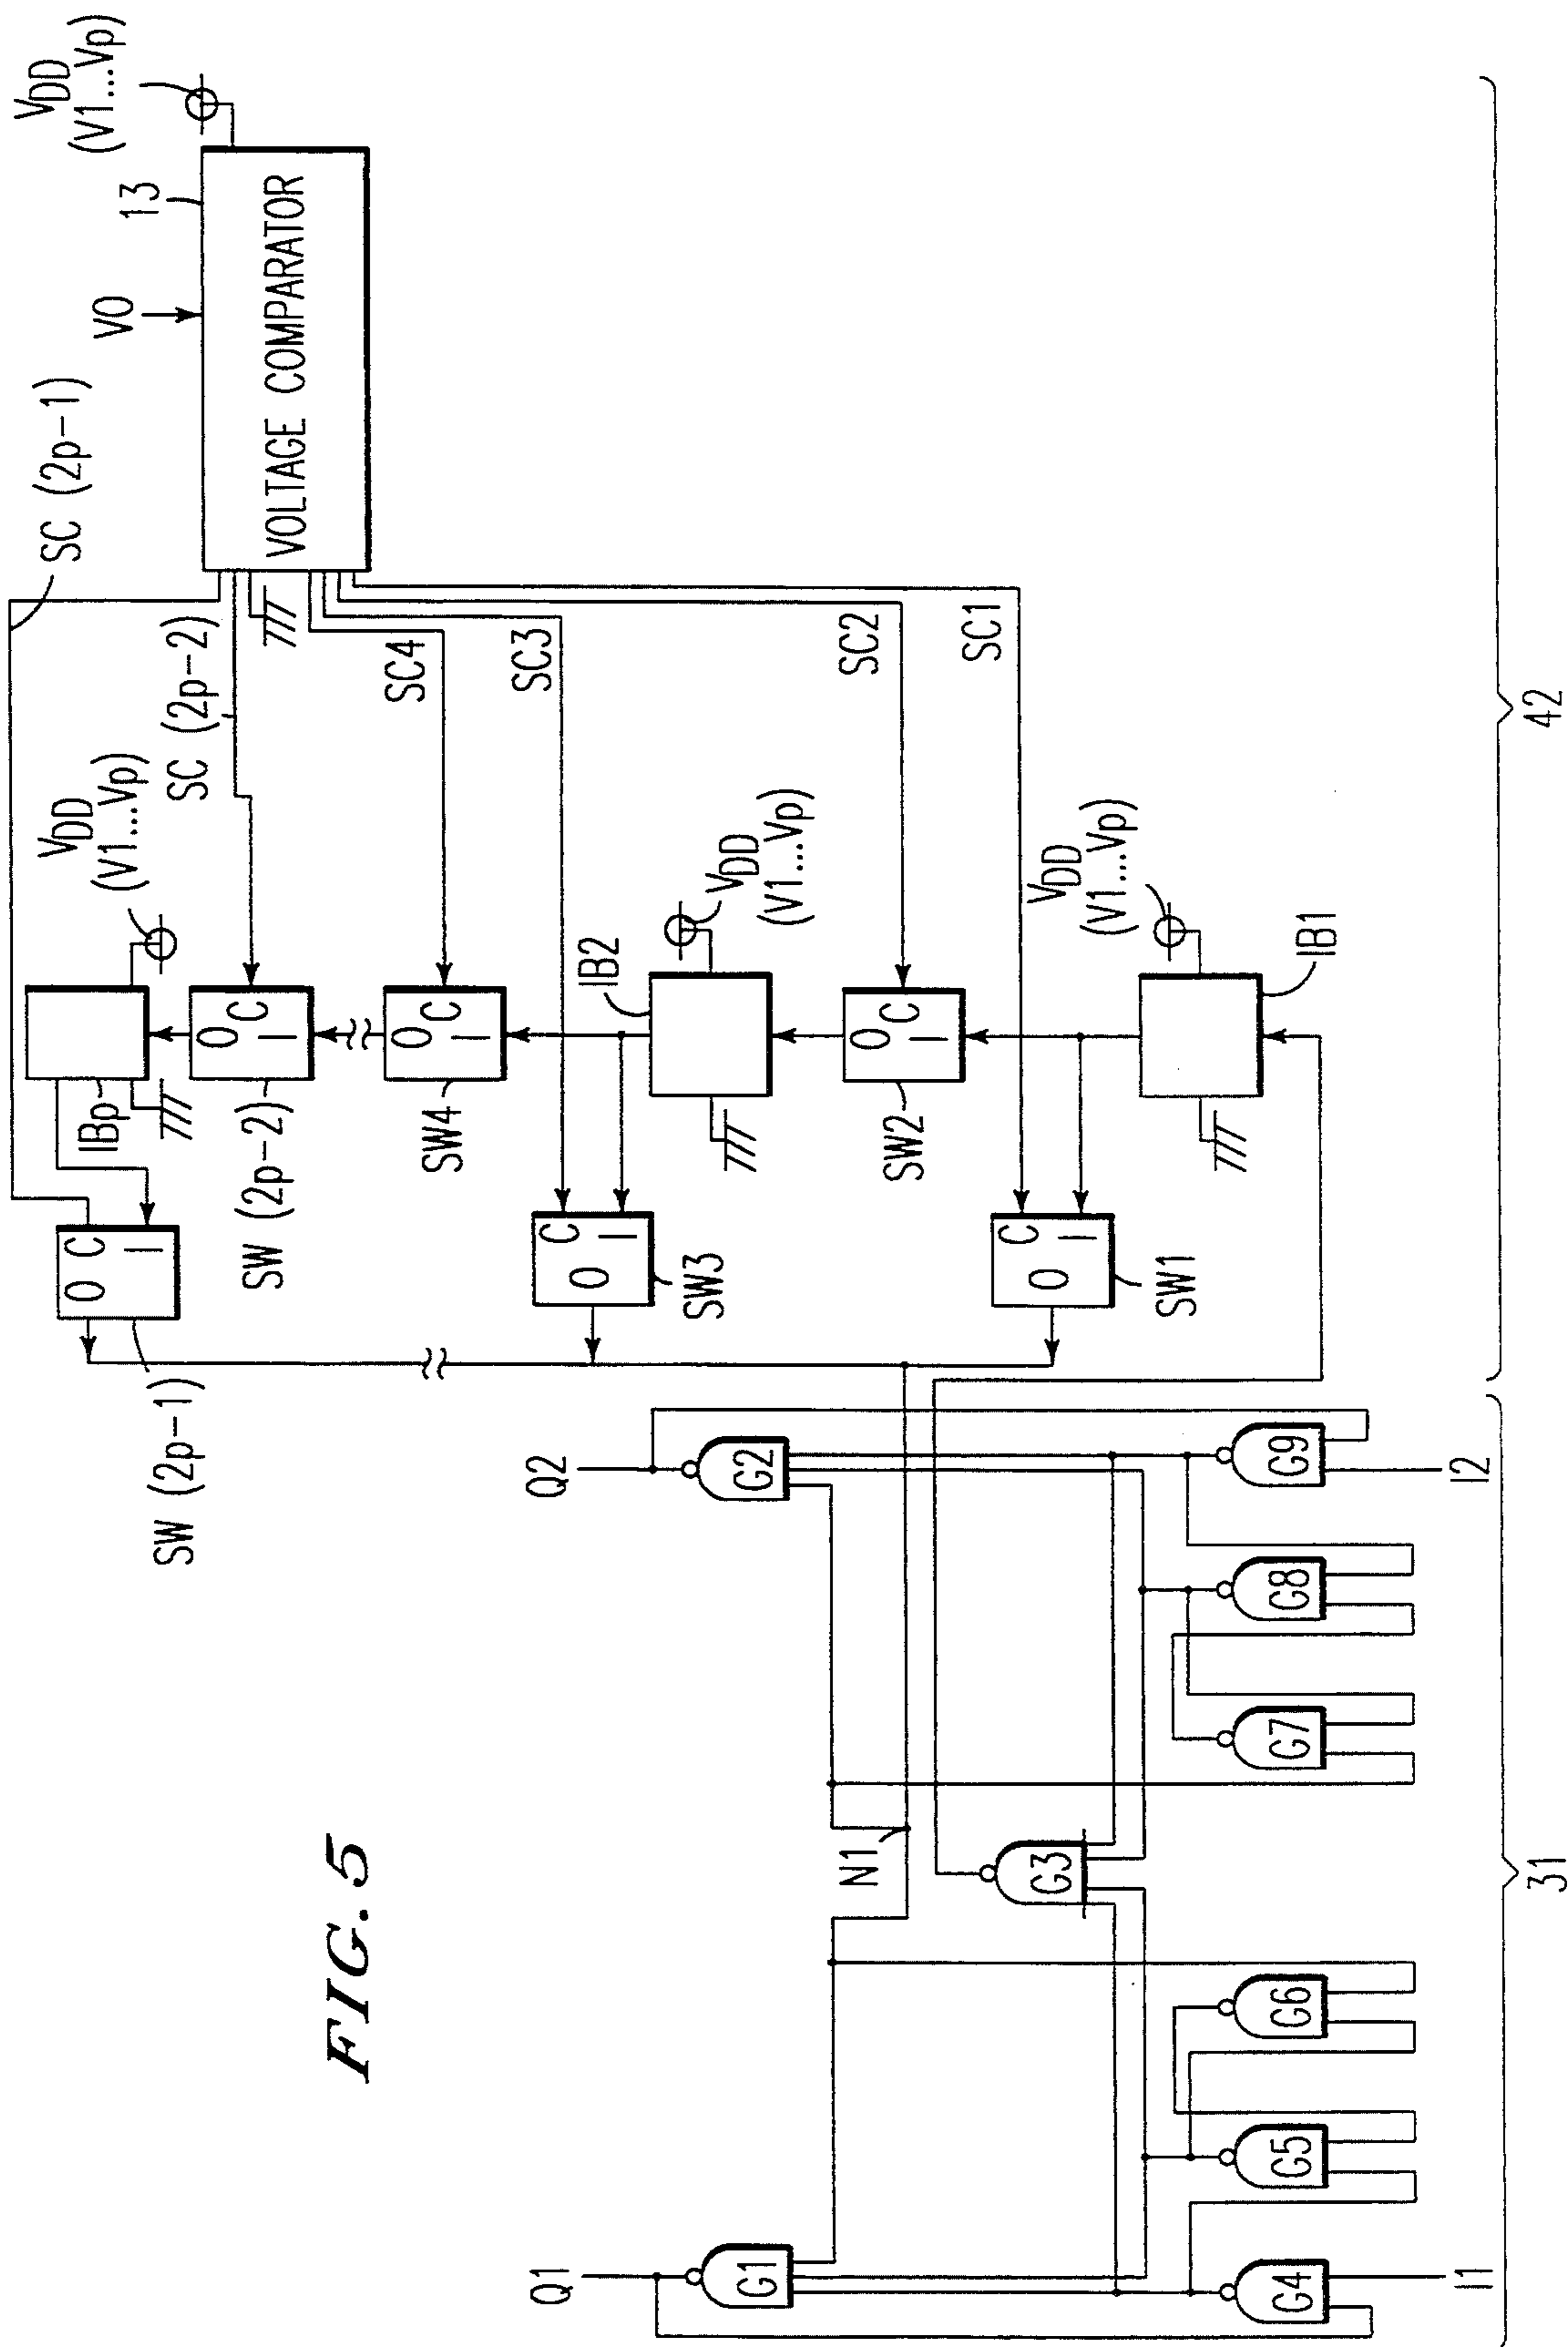 FIG. 5
Q1
G1
G4
I1
G5
G6
G3
N1
G7
G8
G9
I2
G2
Q2
31
SW (2p-1)
O C
I
SW3
C
O I
SW1
C
O I
IBp
SW (2p-2)
O C
I
SW4
O C
I
IB2
SW2
O C
I
IB1
VDD
(V1...Vp)
VDD
(V1...Vp)
VDD
(V1...Vp)
SC (2p-1)
SC (2p-2)
SC4
SC3
SC2
SC1
VO
13
VOLTAGE COMPARATOR
VDD
(V1...Vp)
42